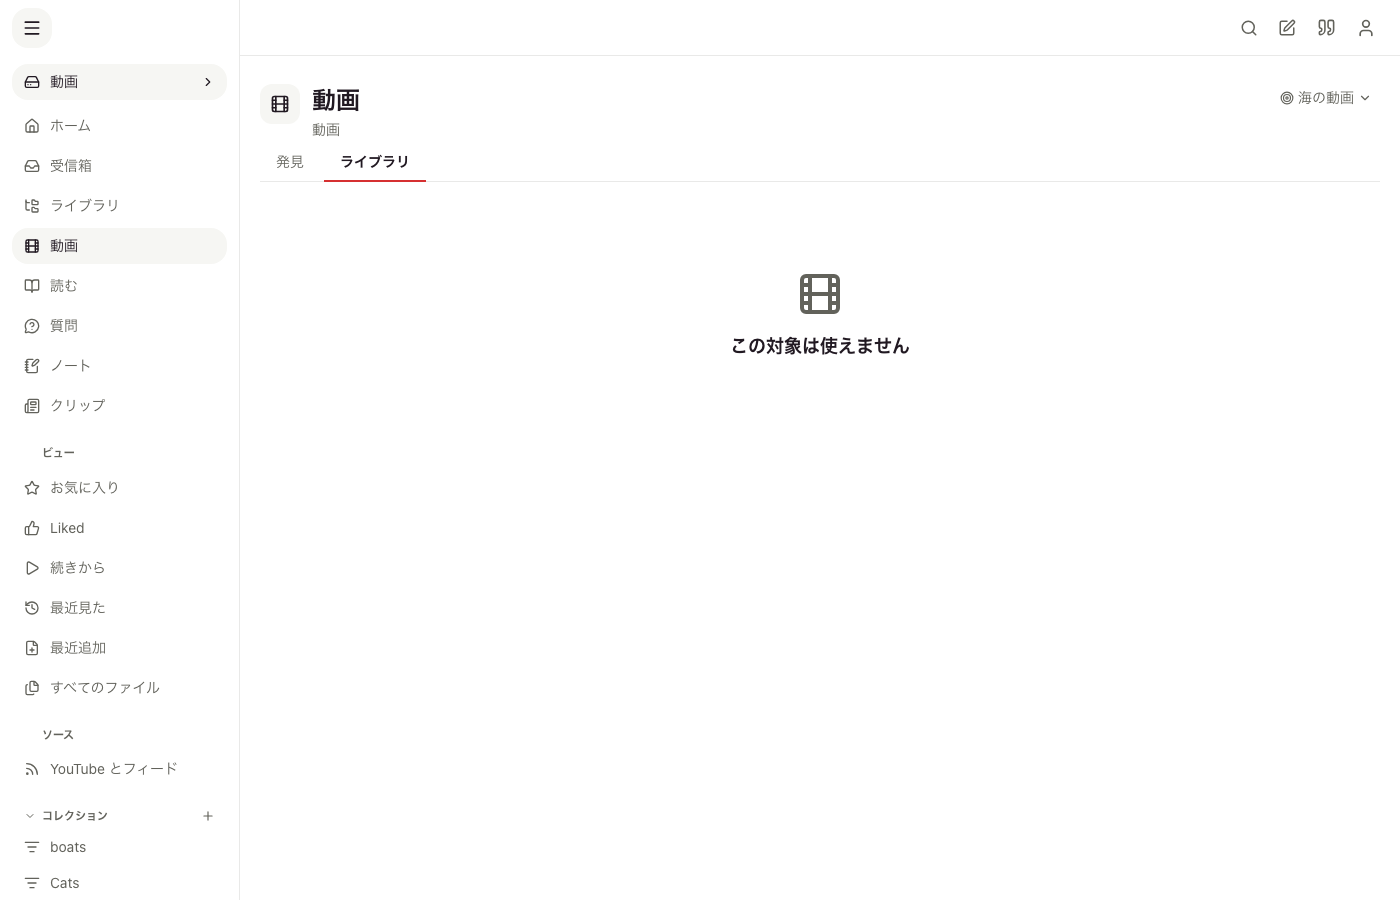 動画
ホーム
受信箱
ライブラリ
動画
読む
質問
ノート
クリップ
ビュー
お気に入り
Liked
続きから
最近見た
最近追加
すべてのファイル
ソース
YouTube とフィード
コレクション
boats
Cats
動画
動画
海の動画
発見
ライブラリ
この対象は使えません